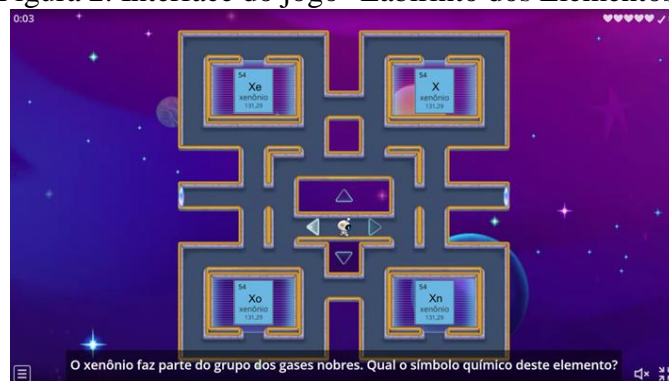 Figura 2: Interface do jogo "Labirinto dos Elementos
0:03
54
Xe
xenônio
131,29
54
X
xenônio
131,29
54
Xo
xenônio
131,29
54
Xn
xenônio
131,29
O xenônio faz parte do grupo dos gases nobres. Qual o símbolo químico deste elemento?